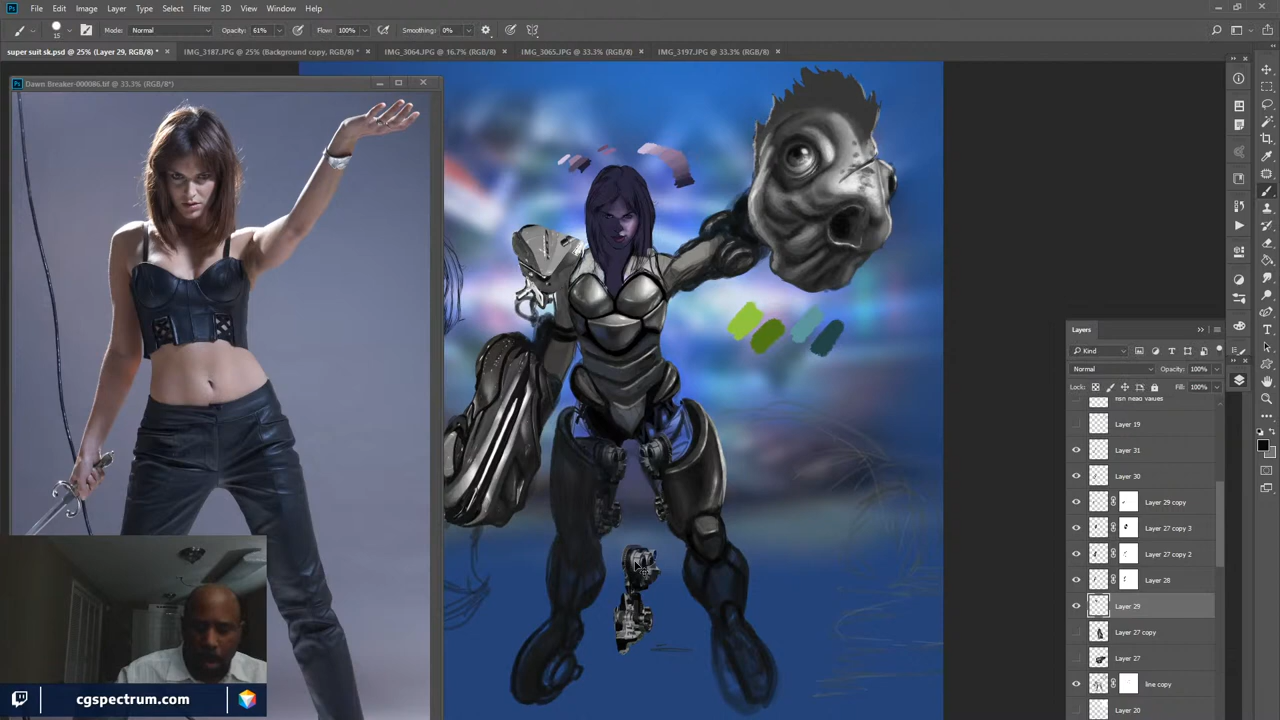 File Edit Image Layer Type Select Filter 3D View Window Help
15 Mode: Normal Opacity: 61% Flow: 100% Smoothing: 0%
super suit sk.psd @ 25% (Layer 29, RGB/8) * IMG_3187.JPG @ 25% (Background copy, RGB/8*) * IMG_3064.JPG @ 16.7% (RGB/8*) IMG_3065.JPG @ 33.3% (RGB/8*) IMG_3197.JPG @ 33.3% (RGB/8*)
Dawn Breaker-000086.tif @ 33.3% (RGB/8*)
Layers
Kind
Normal Opacity: 100%
Lock: Fill: 100%
fish head values
Layer 19
Layer 31
Layer 30
Layer 29 copy
Layer 27 copy 3
Layer 27 copy 2
Layer 28
Layer 29
Layer 27 copy
Layer 27
line copy
Layer 20
cgspectrum.com